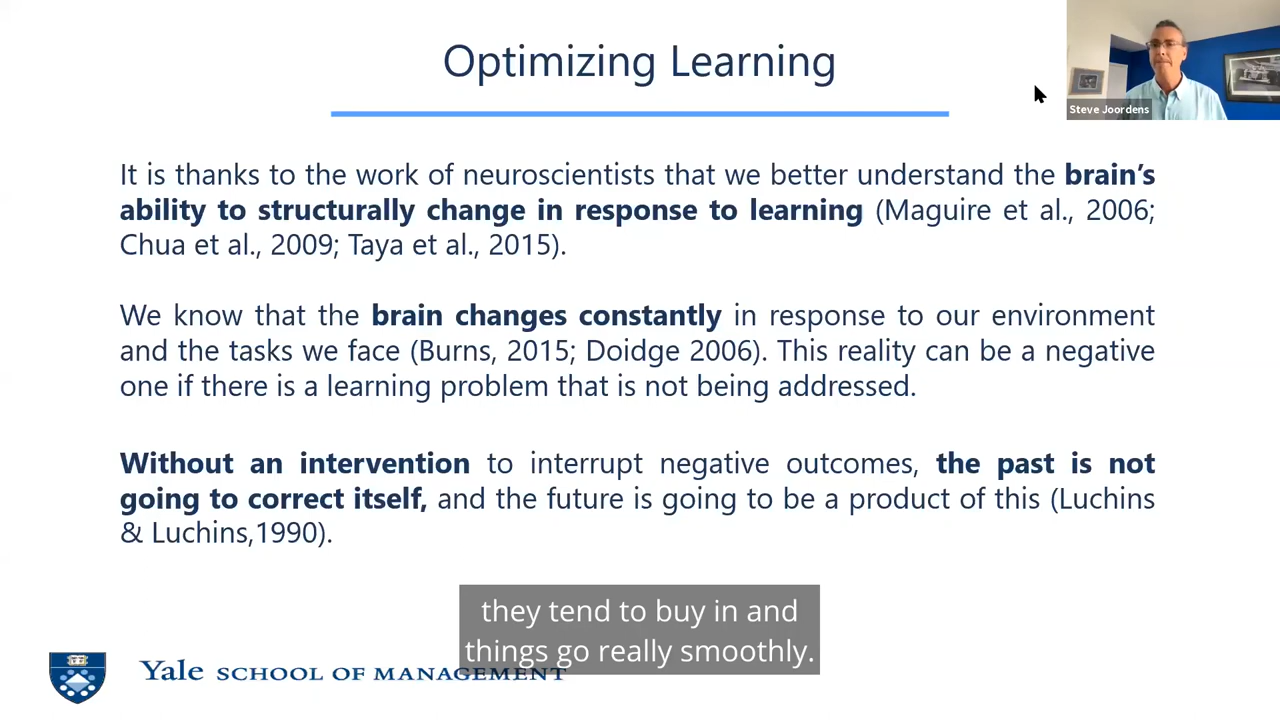 Optimizing Learning
Steve Joordens
It is thanks to the work of neuroscientists that we better understand the brain’s
ability to structurally change in response to learning (Maguire et al., 2006;
Chua et al., 2009; Taya et al., 2015).
We know that the brain changes constantly in response to our environment
and the tasks we face (Burns, 2015; Doidge 2006). This reality can be a negative
one if there is a learning problem that is not being addressed.
Without an intervention to interrupt negative outcomes, the past is not
going to correct itself, and the future is going to be a product of this (Luchins
& Luchins,1990).
they tend to buy in and
things go really smoothly.
Yale SCHOOL OF MANAGEMENT